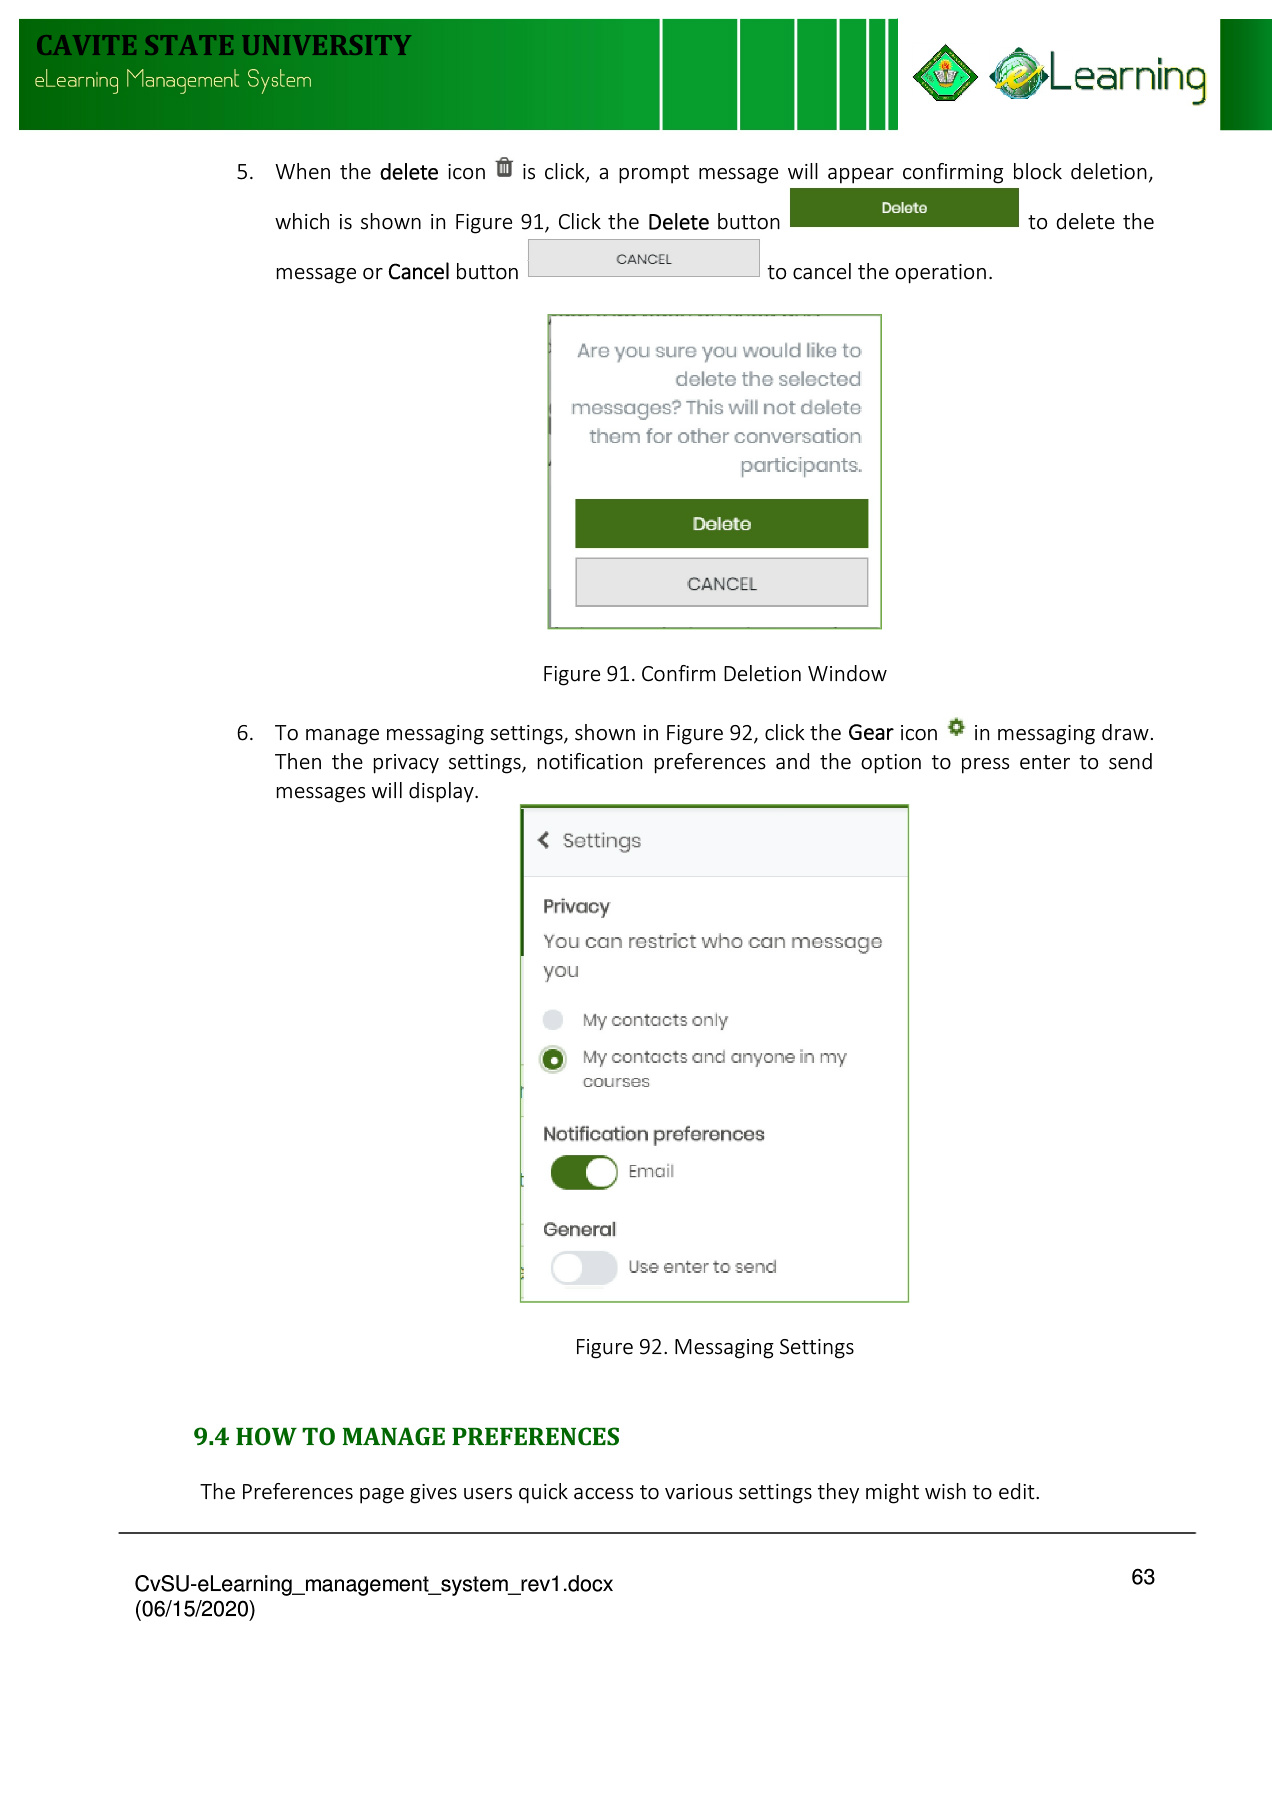 CAVITE STATE UNIVERSITY
eLearning Management System
eLearning
5. When the delete icon is click, a prompt message will appear confirming block deletion,
which is shown in Figure 91, Click the Delete button Delete to delete the
message or Cancel button CANCEL to cancel the operation.
Are you sure you would like to
delete the selected
messages? This will not delete
them for other conversation
participants.
Delete
CANCEL
Figure 91. Confirm Deletion Window
6. To manage messaging settings, shown in Figure 92, click the Gear icon in messaging draw.
Then the privacy settings, notification preferences and the option to press enter to send
messages will display.
Settings
Privacy
You can restrict who can message
you
My contacts only
My contacts and anyone in my
courses
Notification preferences
Email
General
Use enter to send
Figure 92. Messaging Settings
9.4 HOW TO MANAGE PREFERENCES
The Preferences page gives users quick access to various settings they might wish to edit.
CvSU-eLearning_management_system_rev1.docx
(06/15/2020)
63